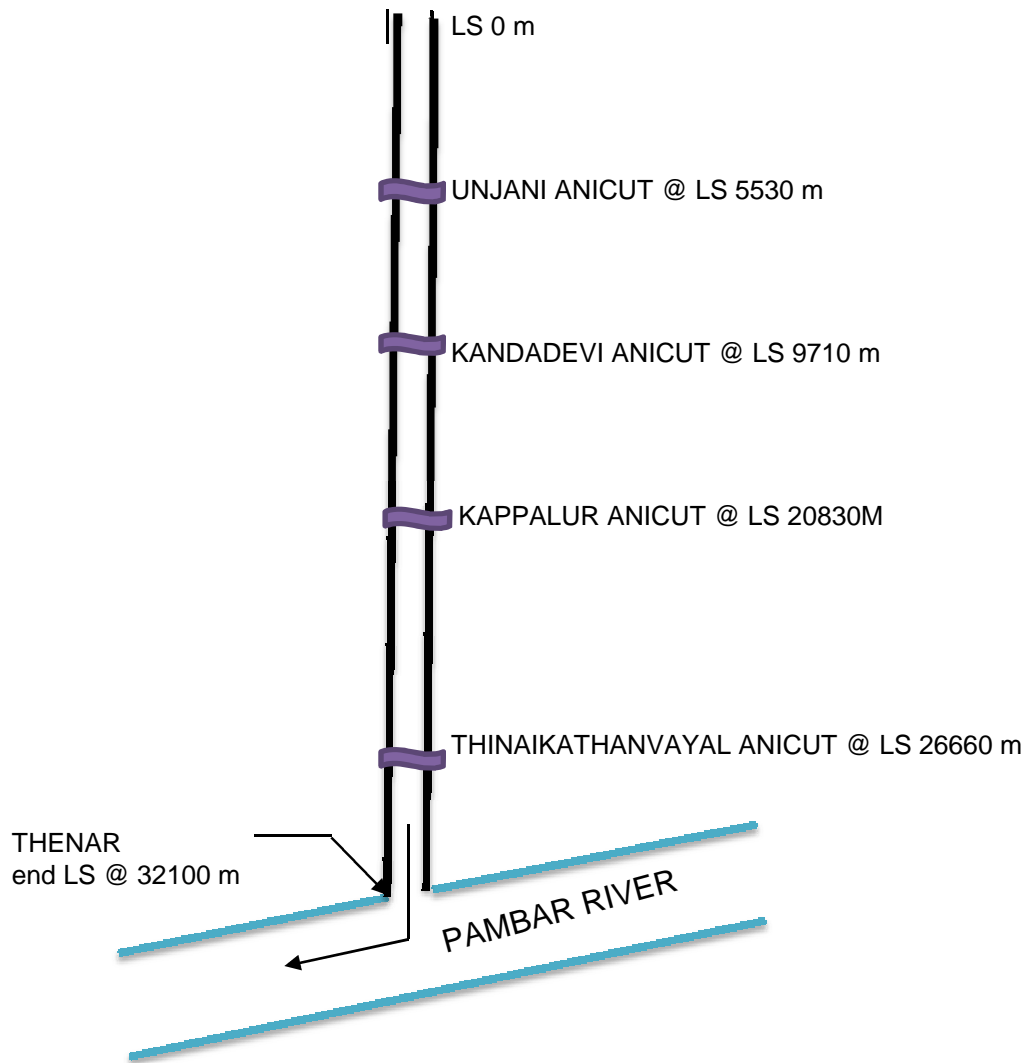 LS 0 m
UNJANI ANICUT @ LS 5530 m
KANDADEVI ANICUT @ LS 9710 m
KAPPALUR ANICUT @ LS 20830M
THINAIKATHANVAYAL ANICUT @ LS 26660 m
THENAR
end LS @ 32100 m
PAMBAR RIVER